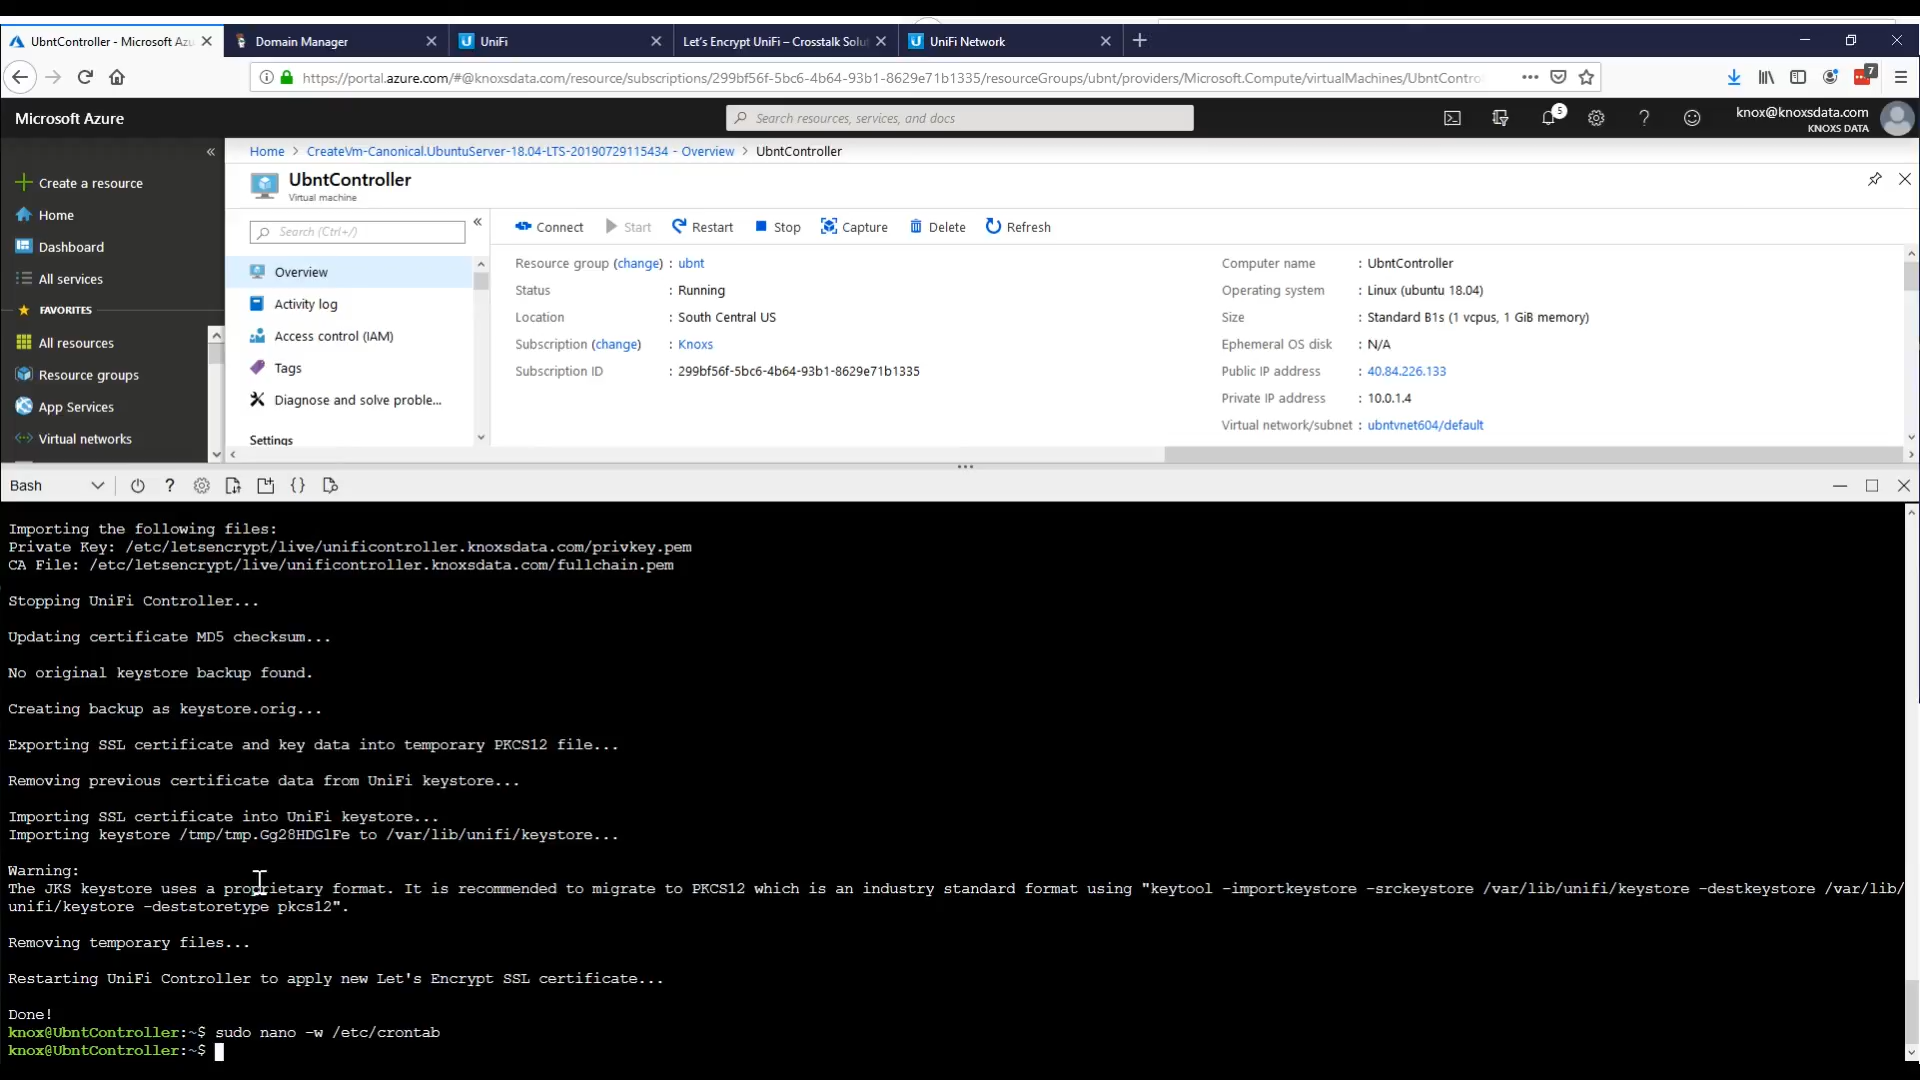 UbntController - Microsoft Azu
Domain Manager
UniFi
Let's Encrypt UniFi – Crosstalk Solu
UniFi Network
https://portal.azure.com/#@knoxsdata.com/resource/subscriptions/299bf56f-5bc6-4b64-93b1-8629e71b1335/resourceGroups/ubnt/providers/Microsoft.Compute/virtualMachines/UbntContro
7
Microsoft Azure
Search resources, services, and docs
5
knox@knoxsdata.com
KNOXS DATA
Create a resource
Home
Dashboard
All services
FAVORITES
All resources
Resource groups
App Services
Virtual networks
Home > CreateVm-Canonical.UbuntuServer-18.04-LTS-20190729115434 - Overview > UbntController
UbntController
Virtual machine
Search (Ctrl+/)
Overview
Activity log
Access control (IAM)
Tags
Diagnose and solve proble...
Settings
Connect
Start
Restart
Stop
Capture
Delete
Refresh
Resource group (change) : ubnt
Status : Running
Location : South Central US
Subscription (change) : Knoxs
Subscription ID : 299bf56f-5bc6-4b64-93b1-8629e71b1335
Computer name : UbntController
Operating system : Linux (ubuntu 18.04)
Size : Standard B1s (1 vcpus, 1 GiB memory)
Ephemeral OS disk : N/A
Public IP address : 40.84.226.133
Private IP address : 10.0.1.4
Virtual network/subnet : ubntvnet604/default
Bash
Importing the following files:
Private Key: /etc/letsencrypt/live/unificontroller.knoxsdata.com/privkey.pem
CA File: /etc/letsencrypt/live/unificontroller.knoxsdata.com/fullchain.pem
Stopping UniFi Controller...
Updating certificate MD5 checksum...
No original keystore backup found.
Creating backup as keystore.orig...
Exporting SSL certificate and key data into temporary PKCS12 file...
Removing previous certificate data from UniFi keystore...
Importing SSL certificate into UniFi keystore...
Importing keystore /tmp/tmp.Gg28HDGlFe to /var/lib/unifi/keystore...
Warning:
The JKS keystore uses a proprietary format. It is recommended to migrate to PKCS12 which is an industry standard format using "keytool -importkeystore -srckeystore /var/lib/unifi/keystore -destkeystore /var/lib/
unifi/keystore -deststoretype pkcs12".
Removing temporary files...
Restarting UniFi Controller to apply new Let's Encrypt SSL certificate...
Done!
knox@UbntController:~$ sudo nano -w /etc/crontab
knox@UbntController:~$